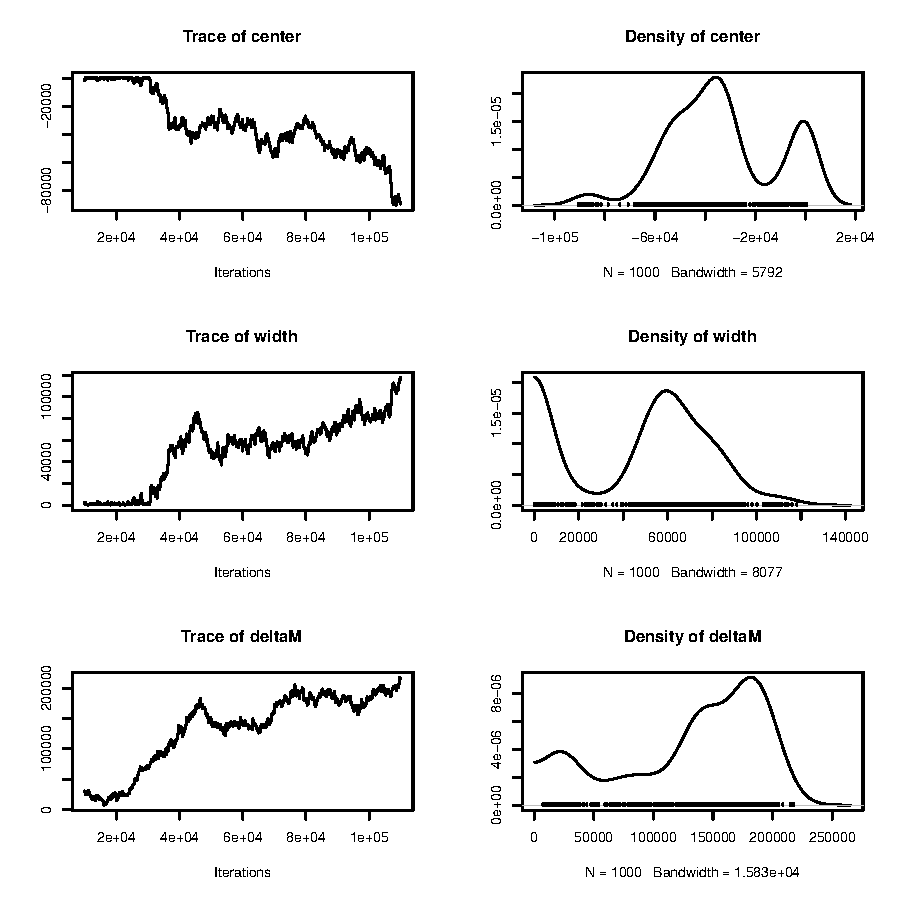 Trace of center
Density of center
−80000
−20000
2e+04 4e+04 6e+04 8e+04 1e+05
Iterations
0.0e+00
1.5e−05
−1e+05 −6e+04 −2e+04 2e+04
N = 1000 Bandwidth = 5792
Trace of width
Density of width
0
40000
100000
2e+04 4e+04 6e+04 8e+04 1e+05
Iterations
0.0e+00
1.5e−05
0 20000 60000 100000 140000
N = 1000 Bandwidth = 8077
Trace of deltaM
Density of deltaM
0
100000
200000
2e+04 4e+04 6e+04 8e+04 1e+05
Iterations
0e+00
4e−06
8e−06
0 50000 100000 150000 200000 250000
N = 1000 Bandwidth = 1.583e+04